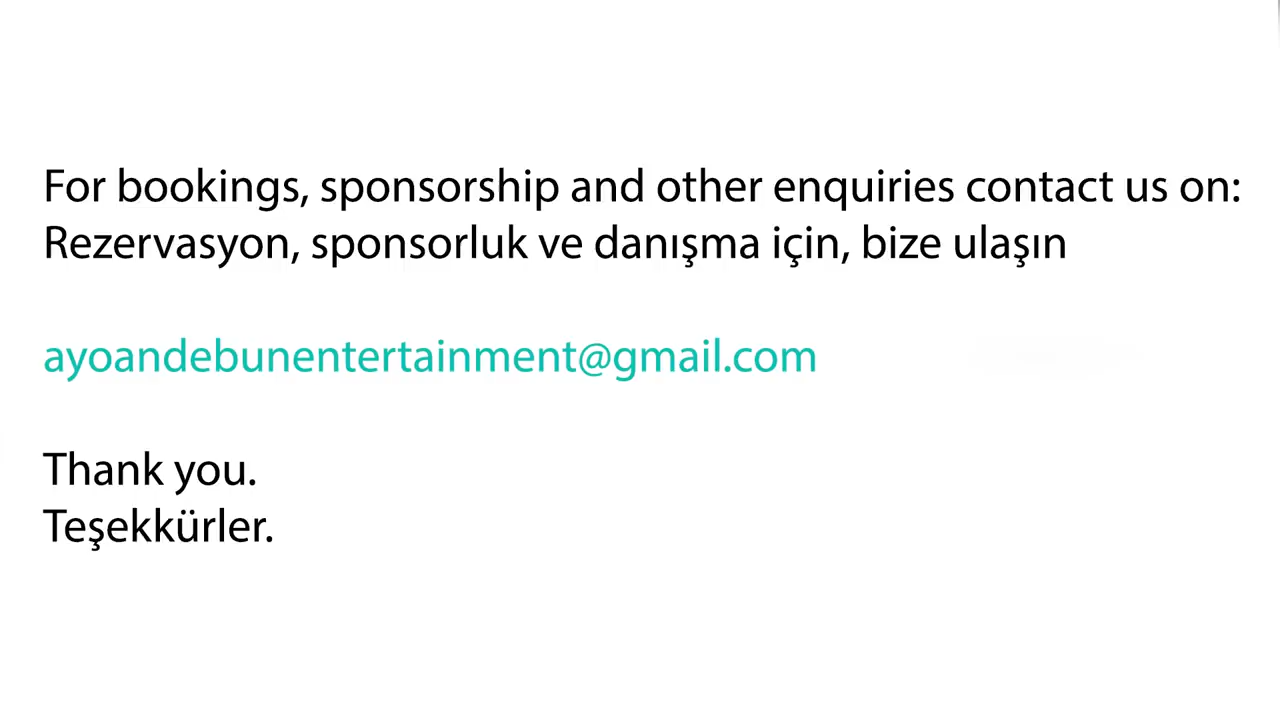 For bookings, sponsorship and other enquiries contact us on:
Rezervasyon, sponsorluk ve danışma için, bize ulaşın
ayoandebunentertainment@gmail.com
Thank you.
Teşekkürler.